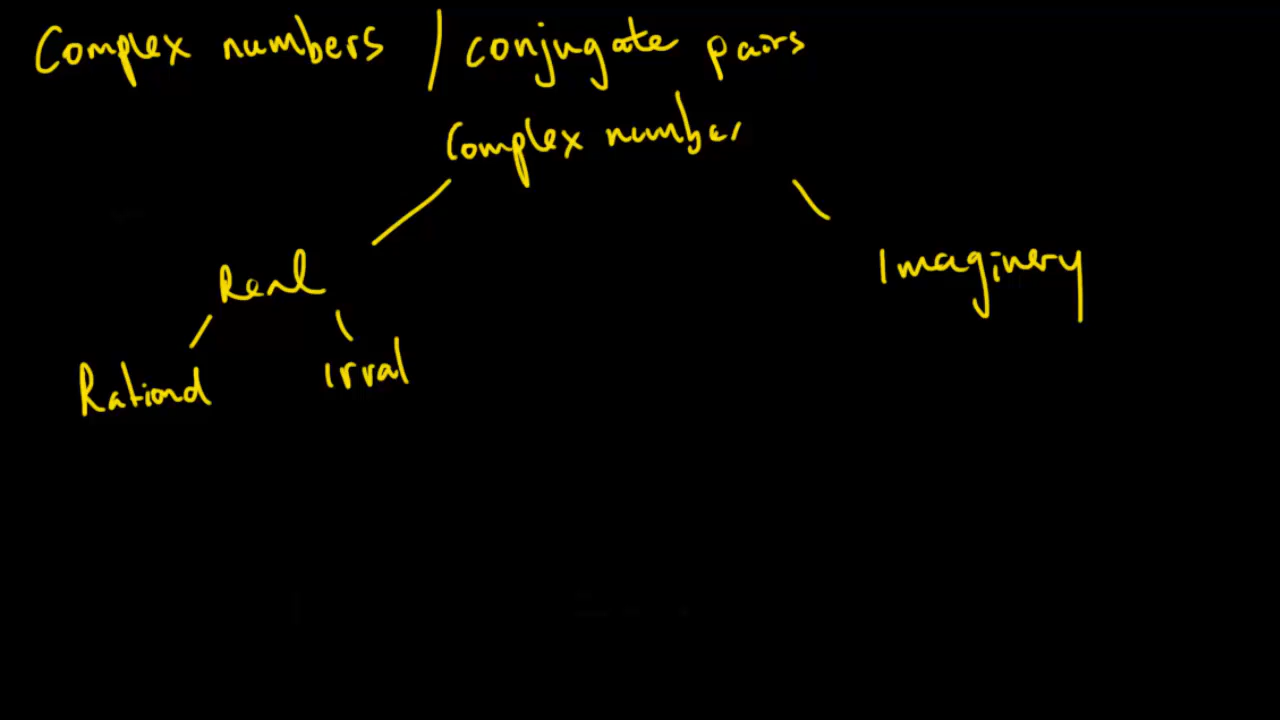 Complex numbers / conjugate pairs
Complex number
Real
Imaginery
Rational
Irral